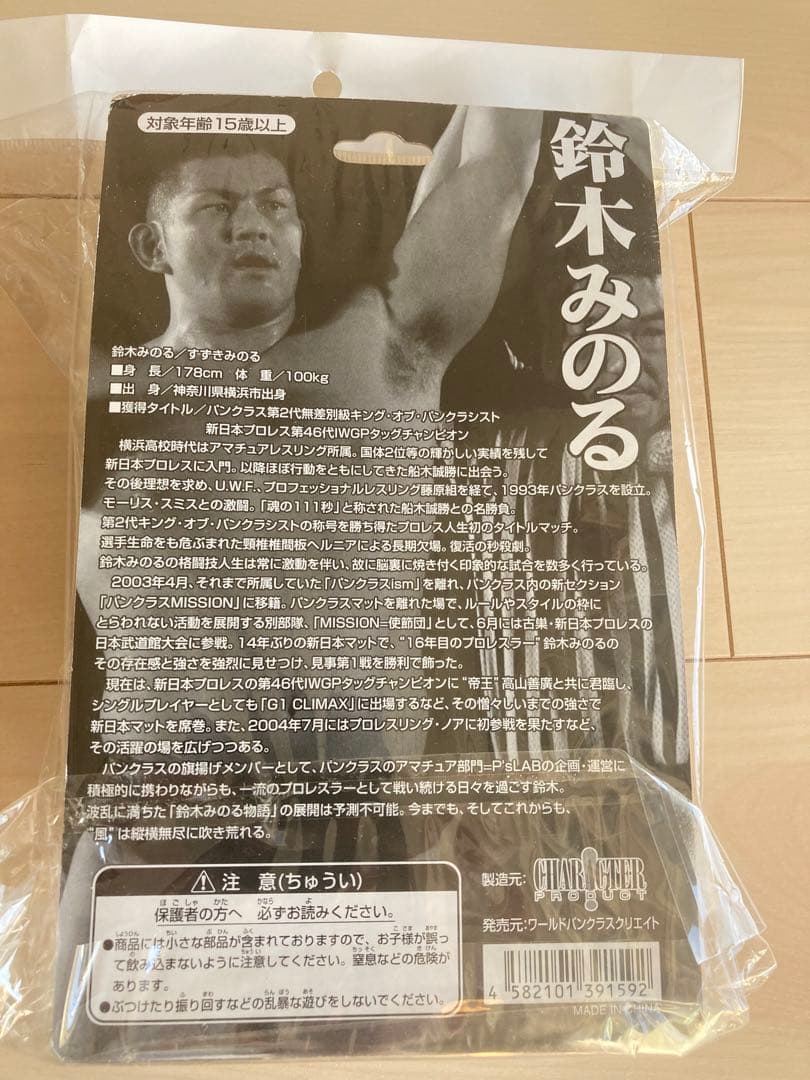 対象年齢15歳以上
鈴木みのる
鈴木みのる/すずきみのる
■身 長/178cm 体 重/100kg
■出 身/神奈川県横浜市出身
■獲得タイトル/パンクラス第2代無差別級キング・オブ・パンクラシスト
新日本プロレス第46代IWGPタッグチャンピオン
横浜高校時代はアマチュアレスリング所属。国体2位等の輝かしい実績を残して
新日本プロレスに入門。以降ほぼ行動をともにしてきた船木誠勝に出会う。
その後理想を求め、U.W.F.、プロフェッショナルレスリング藤原組を経て、1993年パンクラスを設立。
モーリス・スミスとの激闘。「魂の111秒」と称された船木誠勝との名勝負。
第2代キング・オブ・パンクラシストの称号を勝ち得たプロレス人生初のタイトルマッチ。
選手生命をも危ぶまれた頸椎椎間板ヘルニアによる長期欠場。復活の秒殺劇。
鈴木みのるの格闘技人生は常に激動を伴い、故に脳裏に焼き付く印象的な試合を数多く行っている。
2003年4月、それまで所属していた「パンクラスism」を離れ、パンクラス内の新セクション
「パンクラスMISSION」に移籍。パンクラスマットを離れた場で、ルールやスタイルの枠に
とらわれない活動を展開する別部隊、「MISSION=使節団」として、6月には古巣・新日本プロレスの
日本武道館大会に参戦。14年ぶりの新日本マットで、“16年目のプロレスラー”鈴木みのるの
その存在感と強さを強烈に見せつけ、見事第1戦を勝利で飾った。
現在は、新日本プロレスの第46代IWGPタッグチャンピオンに“帝王”高山善廣と共に君臨し、
シングルプレイヤーとしても「G1 CLIMAX」に出場するなど、その憎々しいまでの強さで
新日本マットを席巻。また、2004年7月にはプロレスリング・ノアに初参戦を果たすなど、
その活躍の場を広げつつある。
パンクラスの旗揚げメンバーとして、パンクラスのアマチュア部門=P'sLABの企画・運営に
積極的に携わりながらも、一流のプロレスラーとして戦い続ける日々を過ごす鈴木。
波乱に満ちた「鈴木みのる物語」の展開は予測不可能。今までも、そしてこれからも、
“風”は縦横無尽に吹き荒れる。
⚠注 意(ちゅうい)
保護者の方へ 必ずお読みください。
●商品には小さな部品が含まれておりますので、お子様が誤っ
て飲み込まないように注意してください。窒息などの危険が
あります。
●ぶつけたり振り回すなどの乱暴な遊びをしないでください。
製造元:CHARACTER PRODUCT
発売元:ワールドパンクラスクリエイト
4 582101 391592
MADE IN CHINA